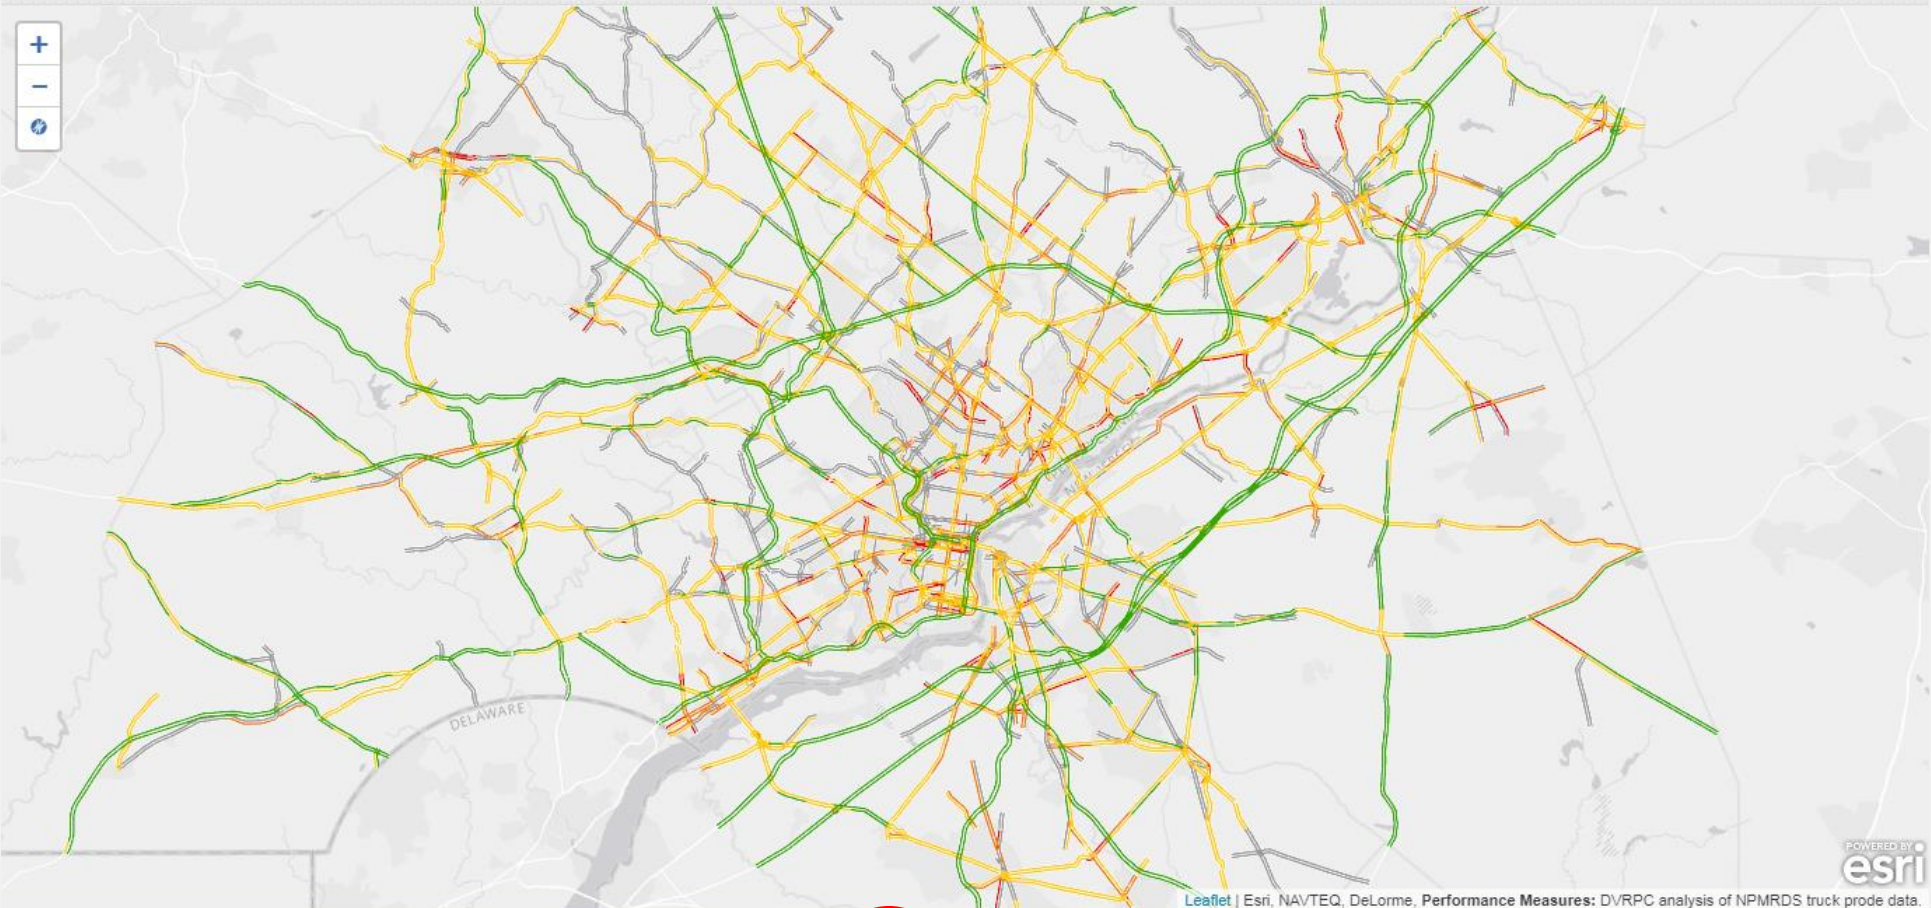 +
−
DELAWARE
POWERED BY
esri
Leaflet | Esri, NAVTEQ, DeLorme, Performance Measures: DVRPC analysis of NPMRDS truck prode data.